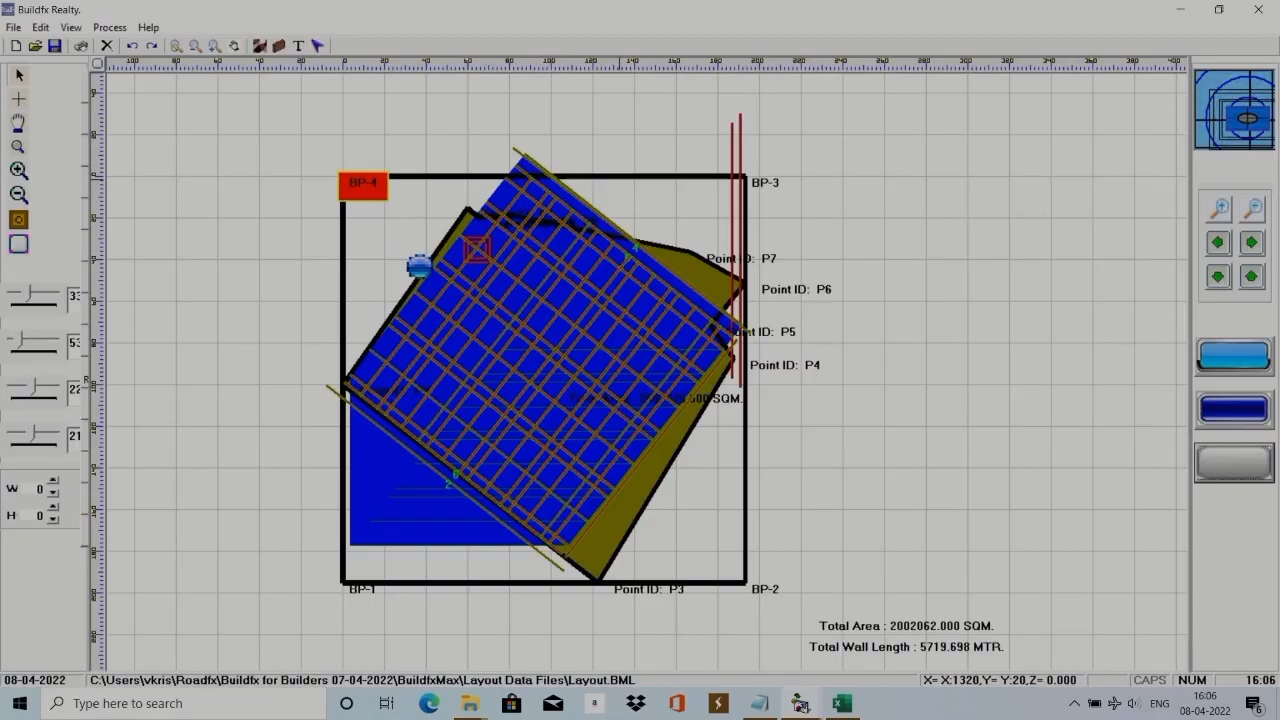 Buildfx Realty.
File Edit View Process Help
BP-4
BP-3
Point ID: P7
Point ID: P6
Point ID: P4
BP-1
Point ID: P3
BP-2
W 0
H: 0
Total Area : 2002062.000 SQM.
Total Wall Length : 5719.698 MTR.
08-04-2022 C:\Users\vkris\Roadfx\Buildfx for Builders 07-04-2022\BuildfxMax\Layout Data Files\Layout.BML X= X:1320,Y= Y:20,Z= 0.000 CAPS NUM 16:06
Type here to search
ENG
16:06
08-04-2022